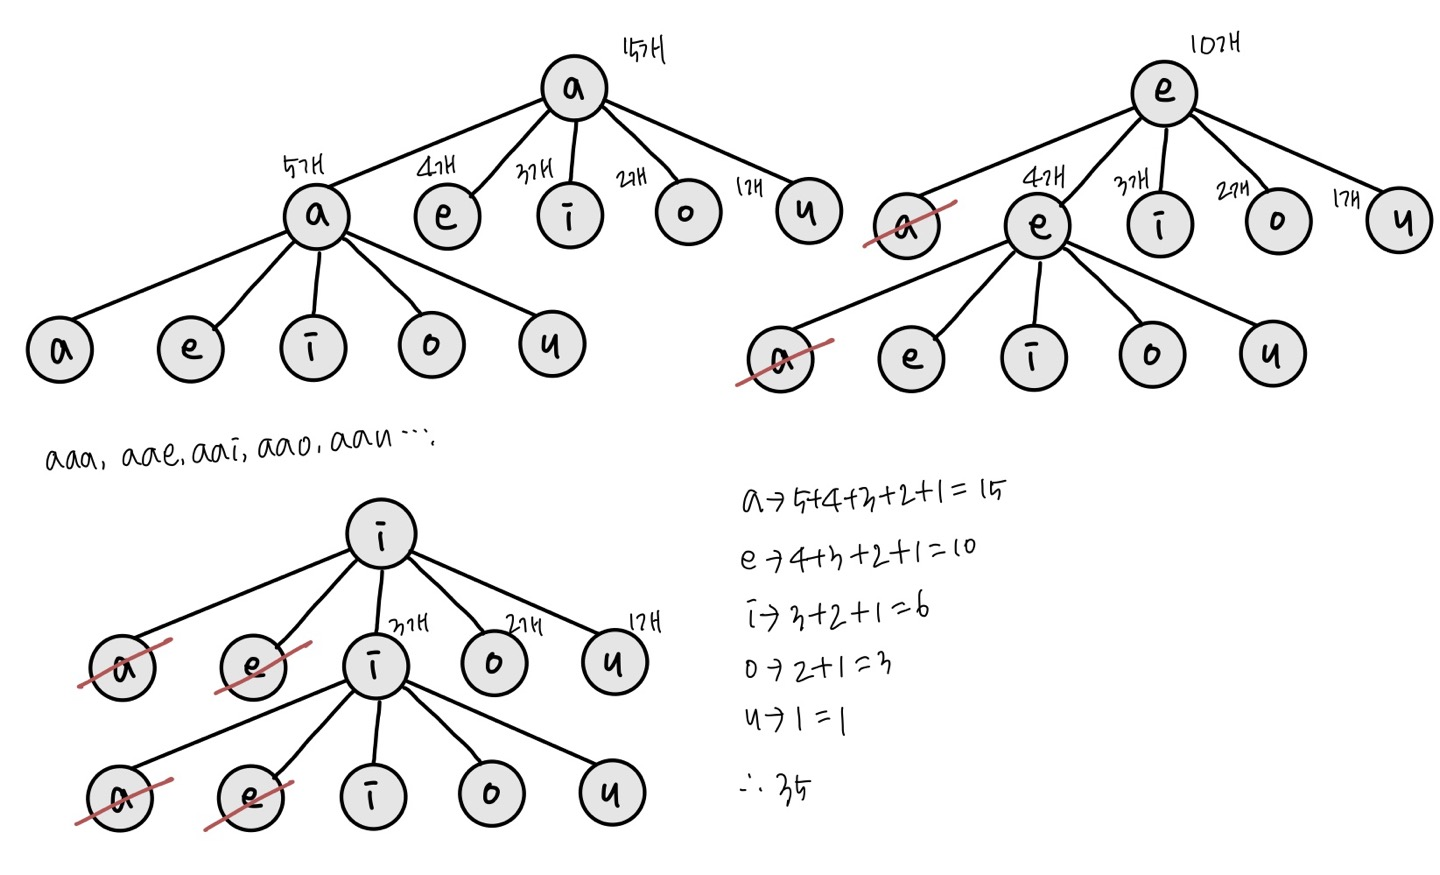 15개
a
5개 4개 3개 2개 1개
a e i o u
a e i o u
10개
e
4개 3개 2개 1개
a e i o u
a e i o u
aaa, aae, aai, aao, aau ....
i
3개 2개 1개
a e i o u
a e i o u
a→5+4+3+2+1=15
e→4+3+2+1=10
i→3+2+1=6
o→2+1=3
u→1=1
∴ 35